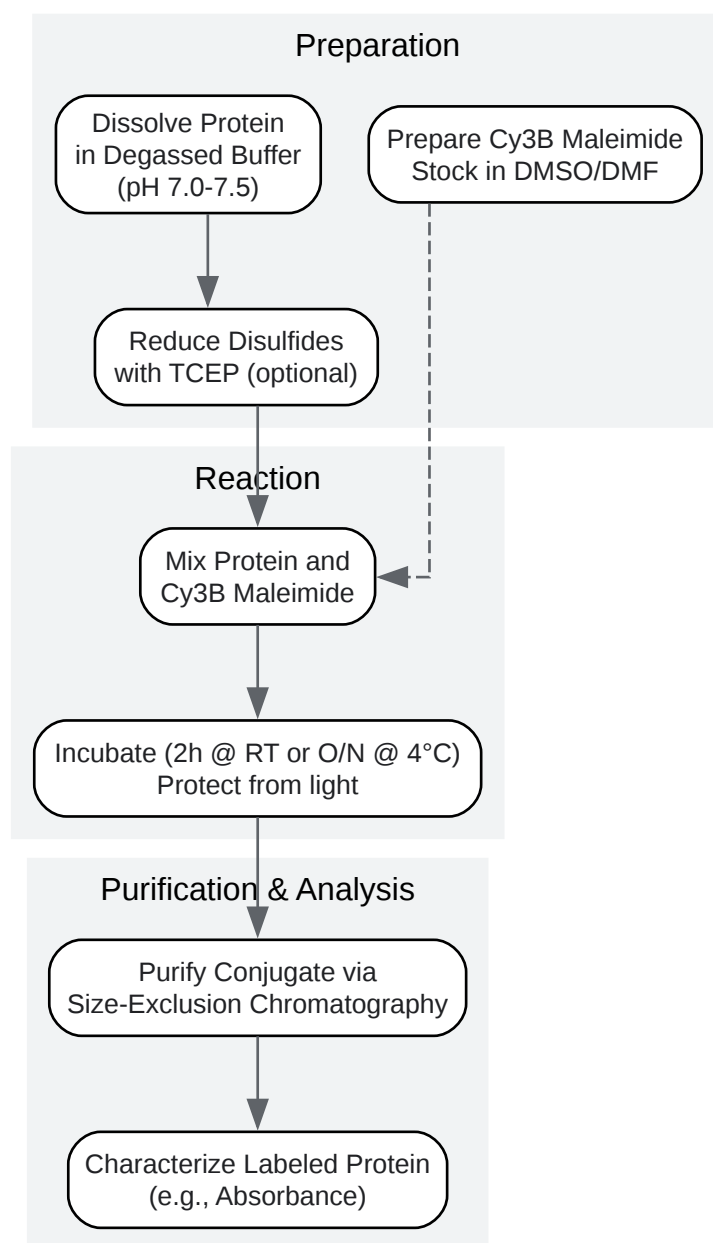 Preparation
Dissolve Protein
in Degassed Buffer
(pH 7.0-7.5)
Prepare Cy3B Maleimide
Stock in DMSO/DMF
Reduce Disulfides
with TCEP (optional)
Reaction
Mix Protein and
Cy3B Maleimide
Incubate (2h @ RT or O/N @ 4°C)
Protect from light
Purification & Analysis
Purify Conjugate via
Size-Exclusion Chromatography
Characterize Labeled Protein
(e.g., Absorbance)